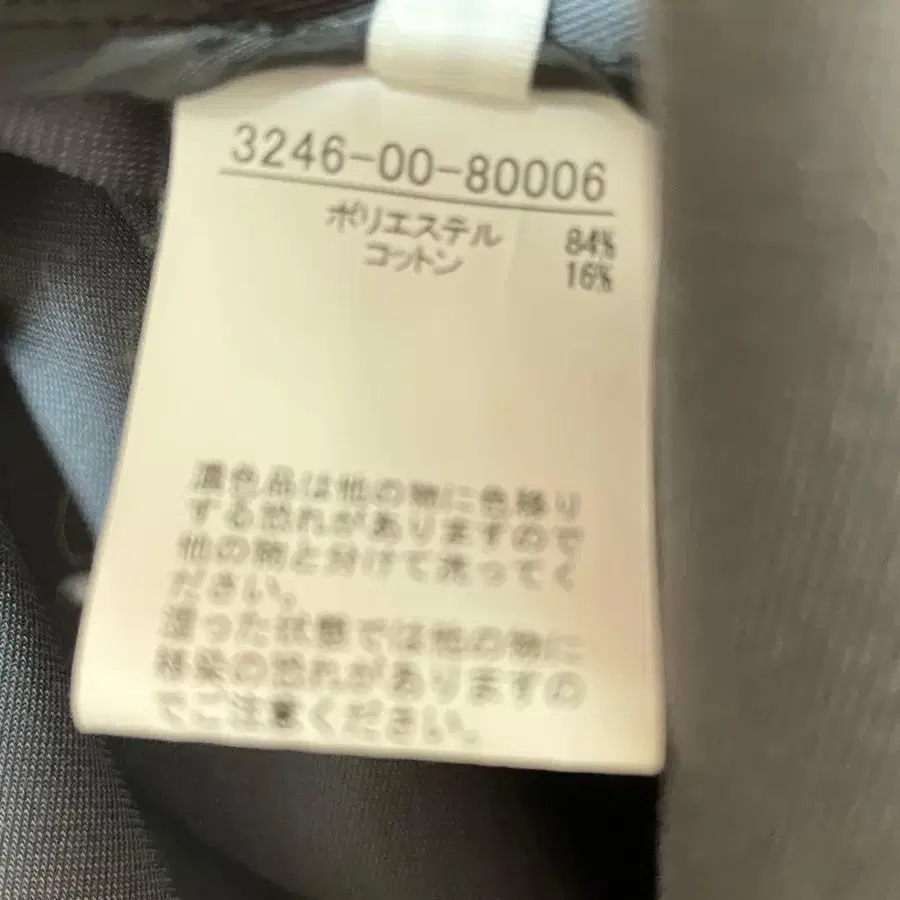 3246-00-80006
ポリエステル 84%
コットン 16%
濃色品は他の物に色移り
する恐れがありますので
他の物と分けて洗ってく
ださい。
湿った状態では他の物に
移染の恐れがありますの
でご注意ください。